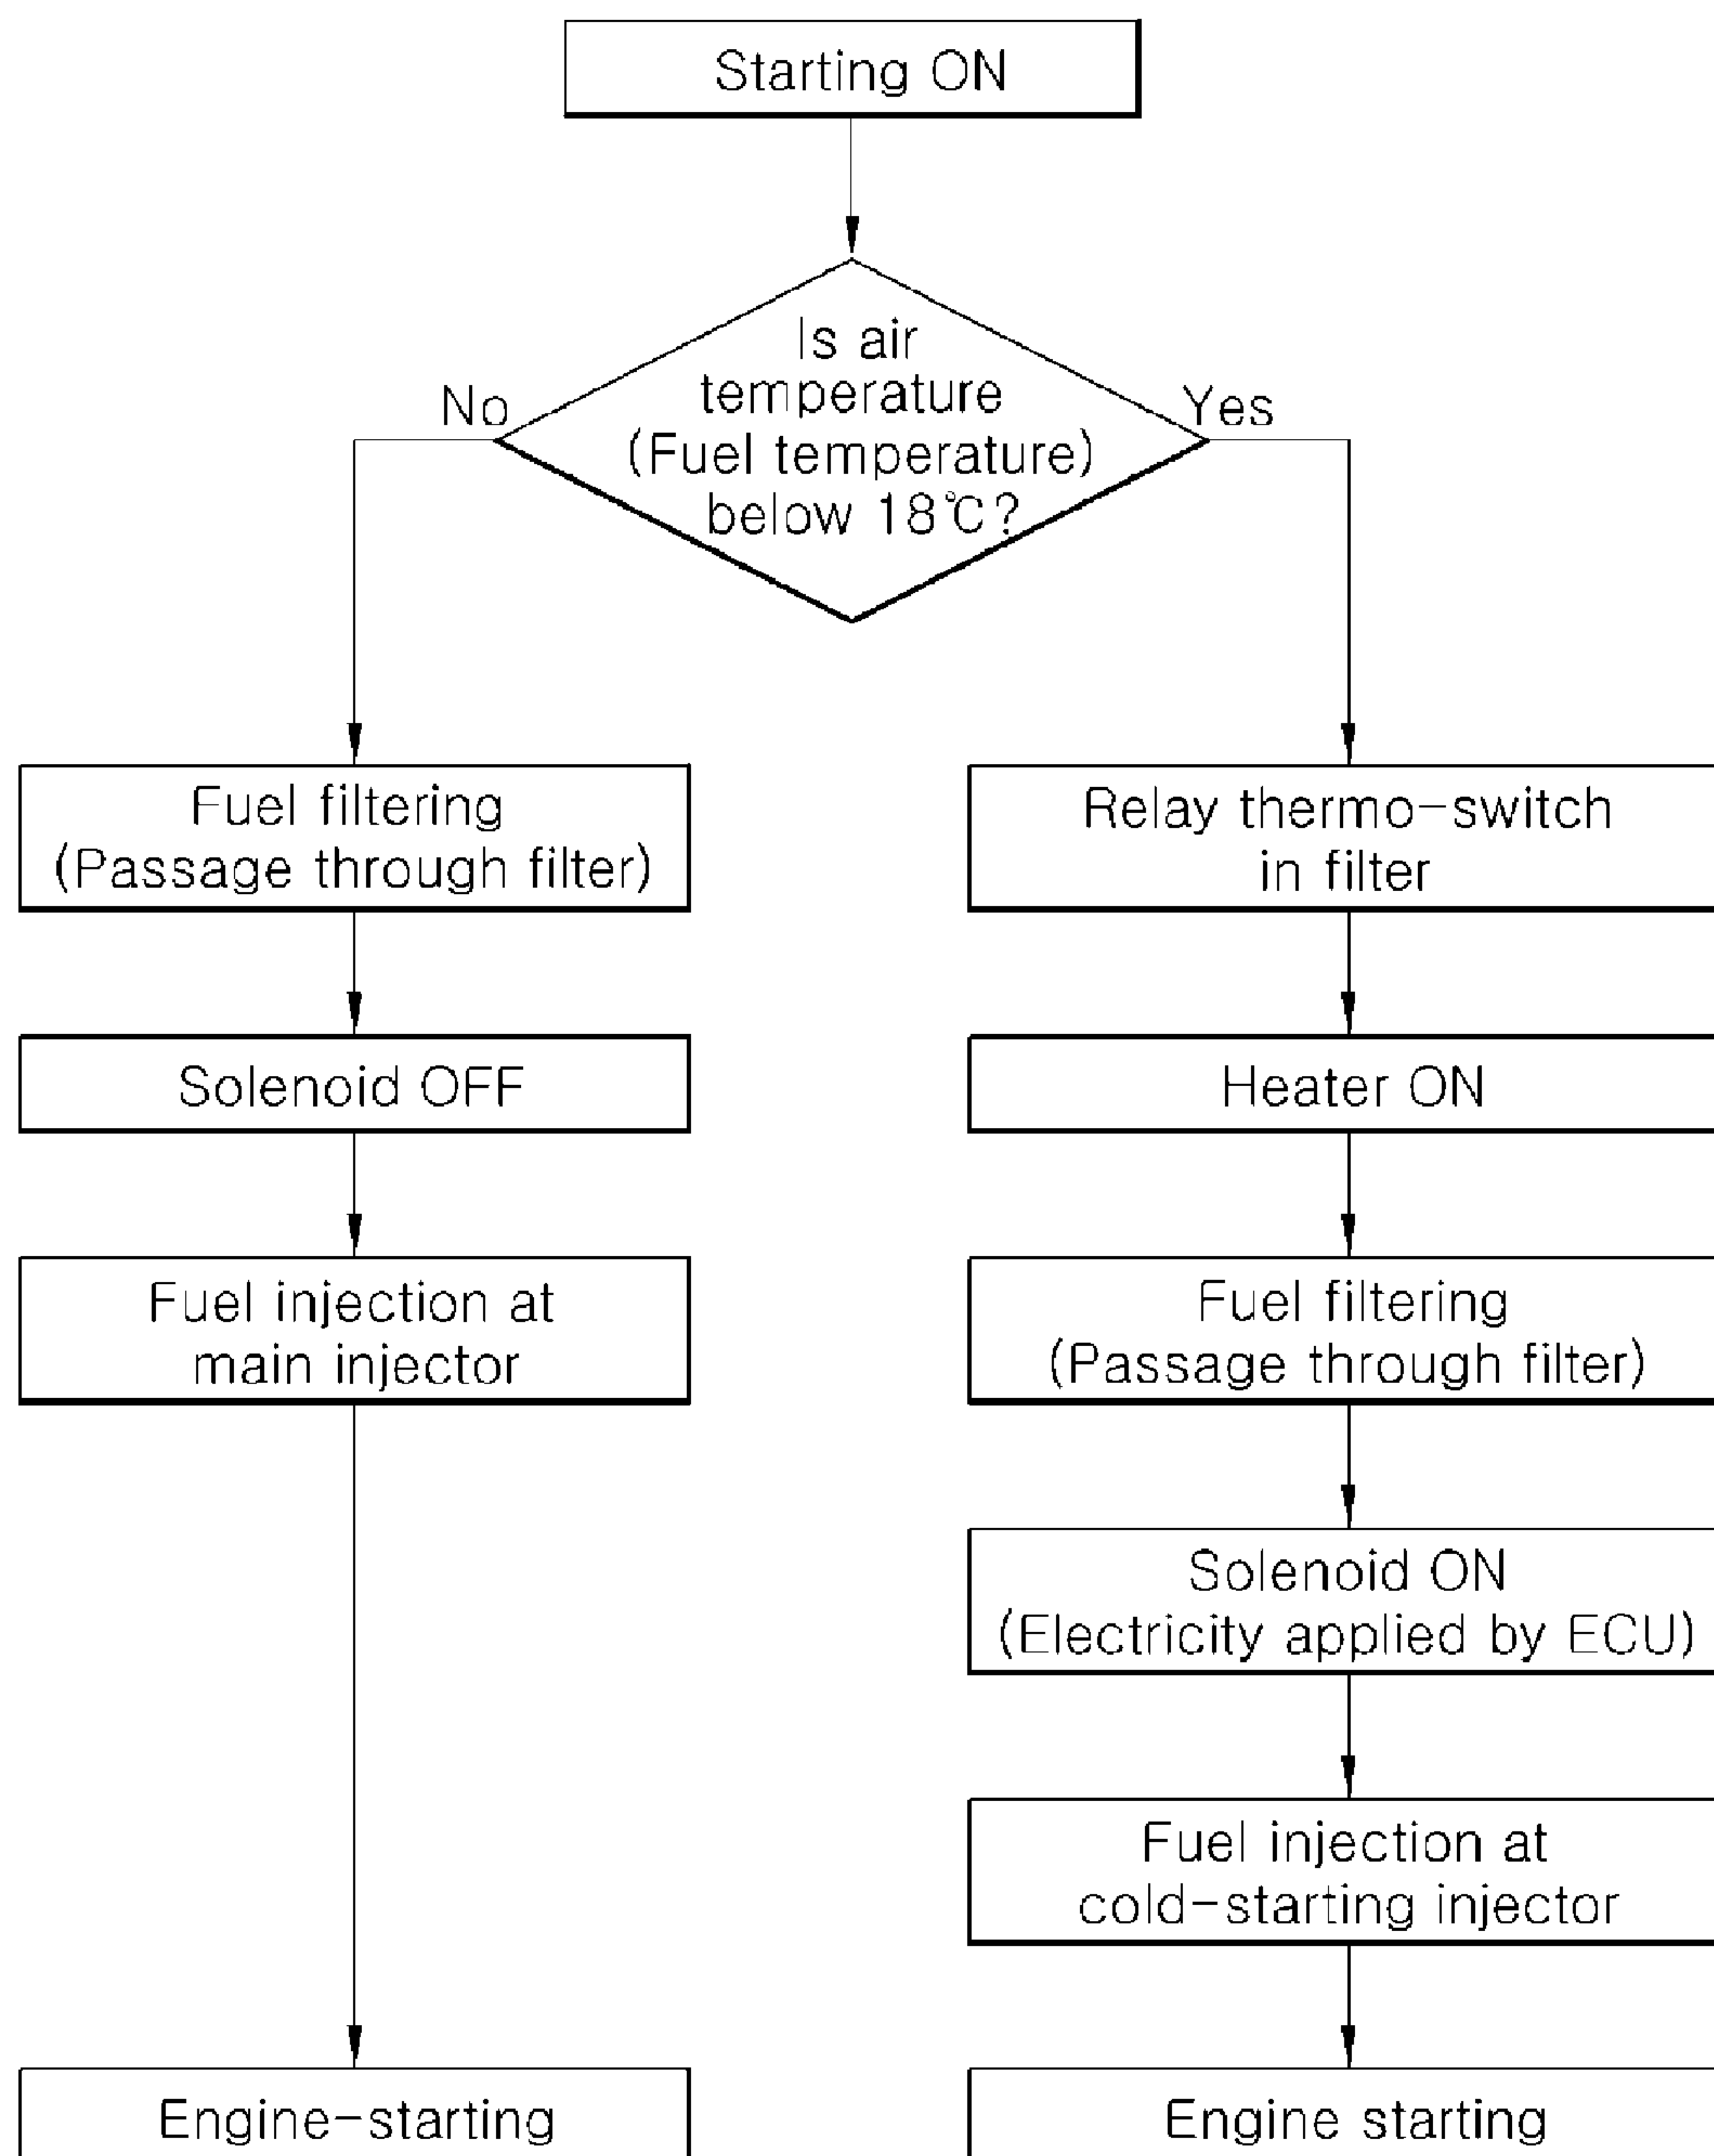 Starting ON
Is air
temperature
(Fuel temperature)
below 18℃?
No
Yes
Fuel filtering
(Passage through filter)
Solenoid OFF
Fuel injection at
main injector
Engine-starting
Relay thermo-switch
in filter
Heater ON
Fuel filtering
(Passage through filter)
Solenoid ON
(Electricity applied by ECU)
Fuel injection at
cold-starting injector
Engine starting